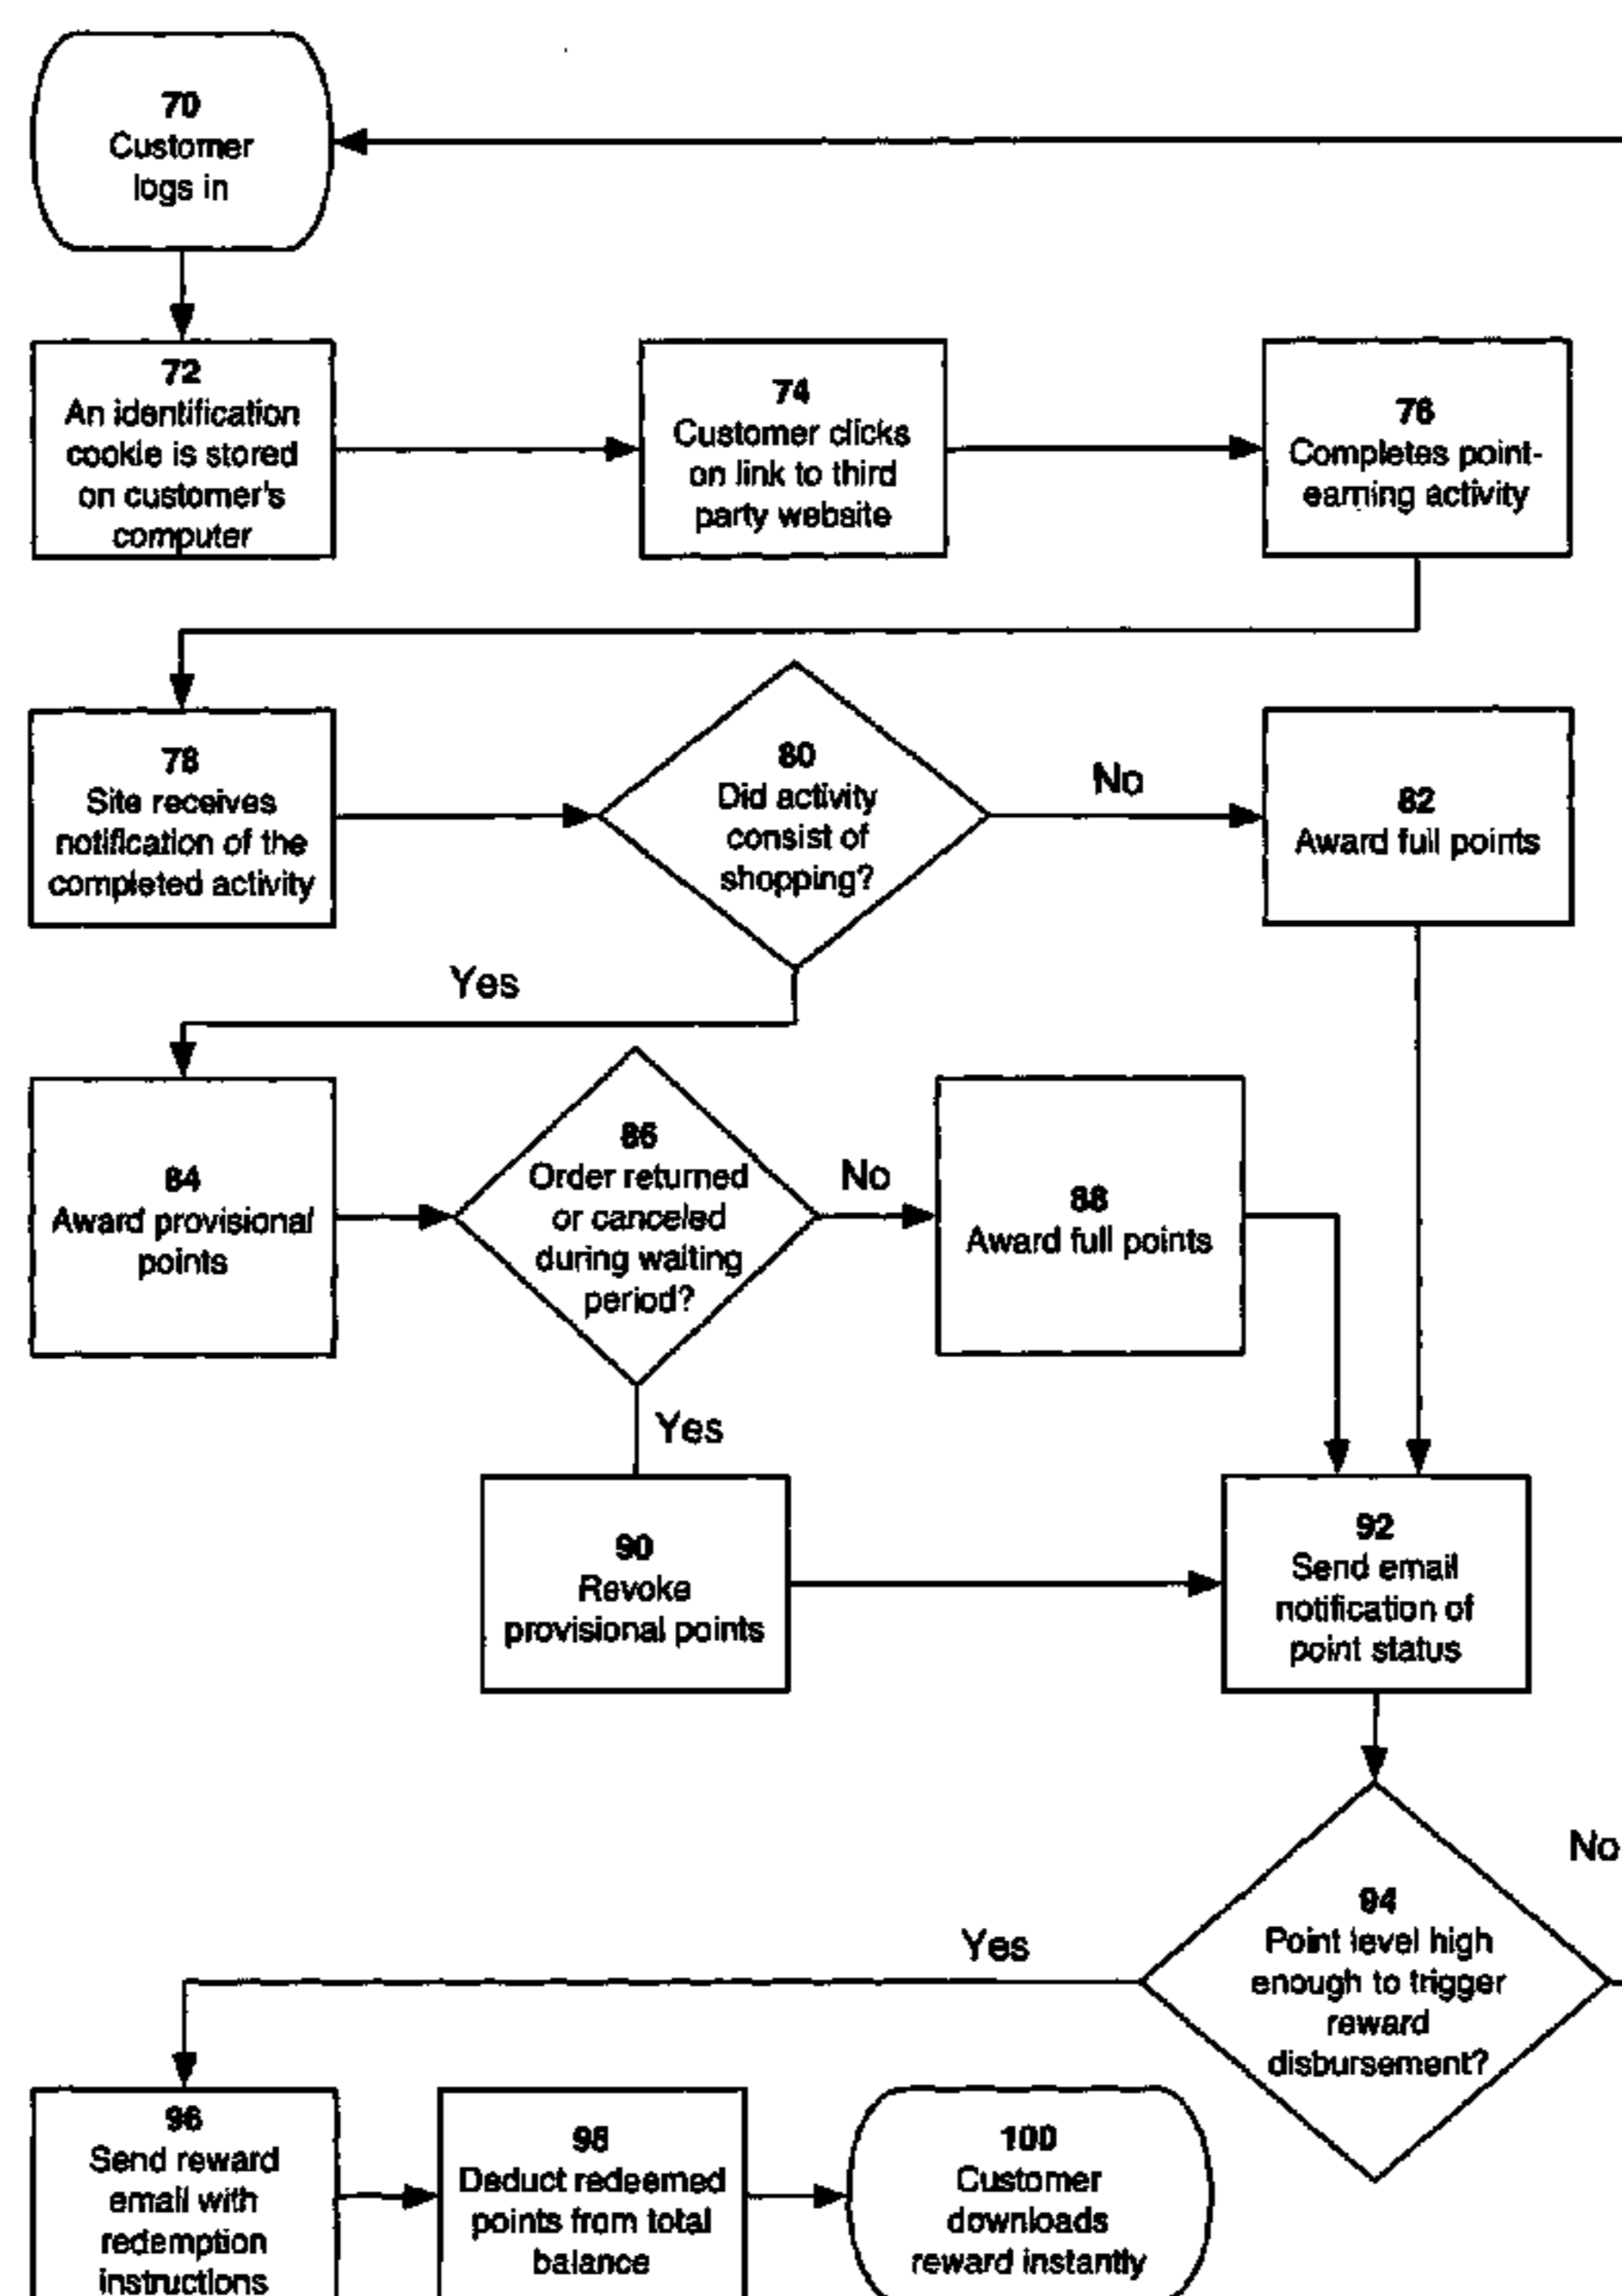 70
Customer
logs in
72
An identification
cookie is stored
on customer's
computer
74
Customer clicks
on link to third
party website
76
Completes point-
earning activity
78
Site receives
notification of the
completed activity
80
Did activity
consist of
shopping?
No
82
Award full points
Yes
84
Award provisional
points
86
Order returned
or canceled
during waiting
period?
No
88
Award full points
Yes
90
Revoke
provisional points
92
Send email
notification of
point status
94
Point level high
enough to trigger
reward
disbursement?
No
Yes
96
Send reward
email with
redemption
instructions
98
Deduct redeemed
points from total
balance
100
Customer
downloads
reward instantly